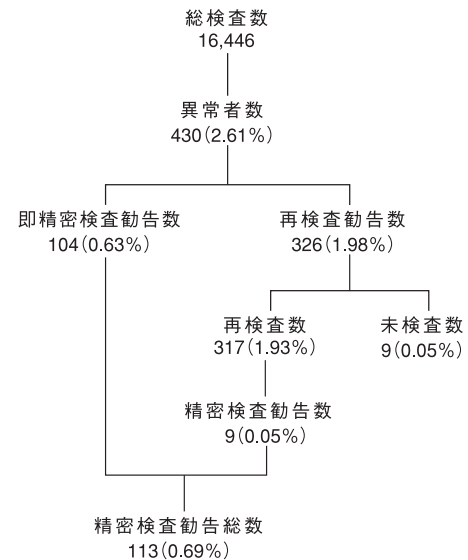 総検査数
16,446
異常者数
430(2.61%)
即精密検査勧告数
104(0.63%)
再検査勧告数
326(1.98%)
再検査数
317(1.93%)
未検査数
9(0.05%)
精密検査勧告数
9(0.05%)
精密検査勧告総数
113(0.69%)